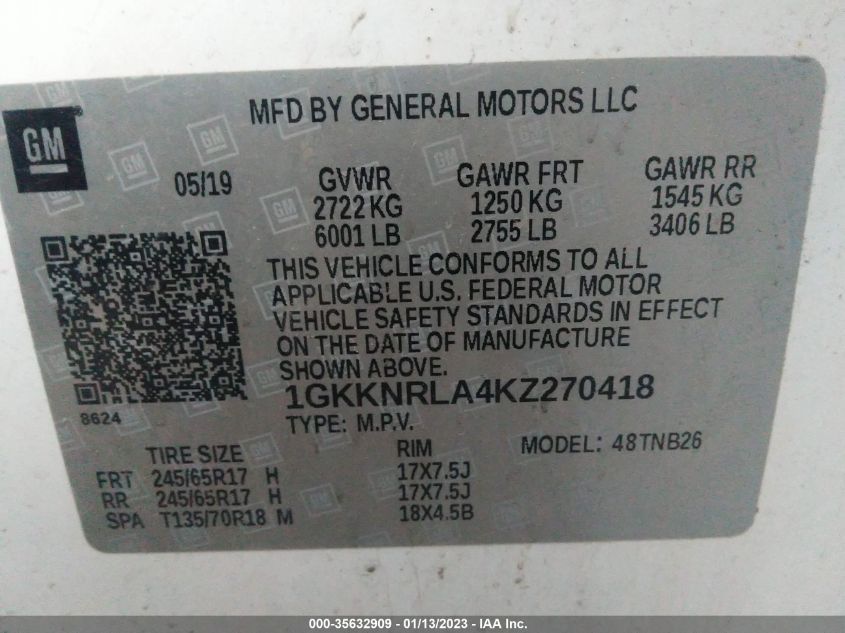 MFD BY GENERAL MOTORS LLC
GM
05/19 GVWR GAWR FRT GAWR RR
2722 KG 1250 KG 1545 KG
6001 LB 2755 LB 3406 LB
THIS VEHICLE CONFORMS TO ALL
APPLICABLE U.S. FEDERAL MOTOR
VEHICLE SAFETY STANDARDS IN EFFECT
ON THE DATE OF MANUFACTURE
SHOWN ABOVE.
1GKKNRLA4KZ270418
8624
TYPE: M.P.V.
TIRE SIZE RIM MODEL: 48TNB26
FRT 245/65R17 H 17X7.5J
RR 245/65R17 H 17X7.5J
SPA T135/70R18 M 18X4.5B
000-35632909 - 01/13/2023 - IAA Inc.